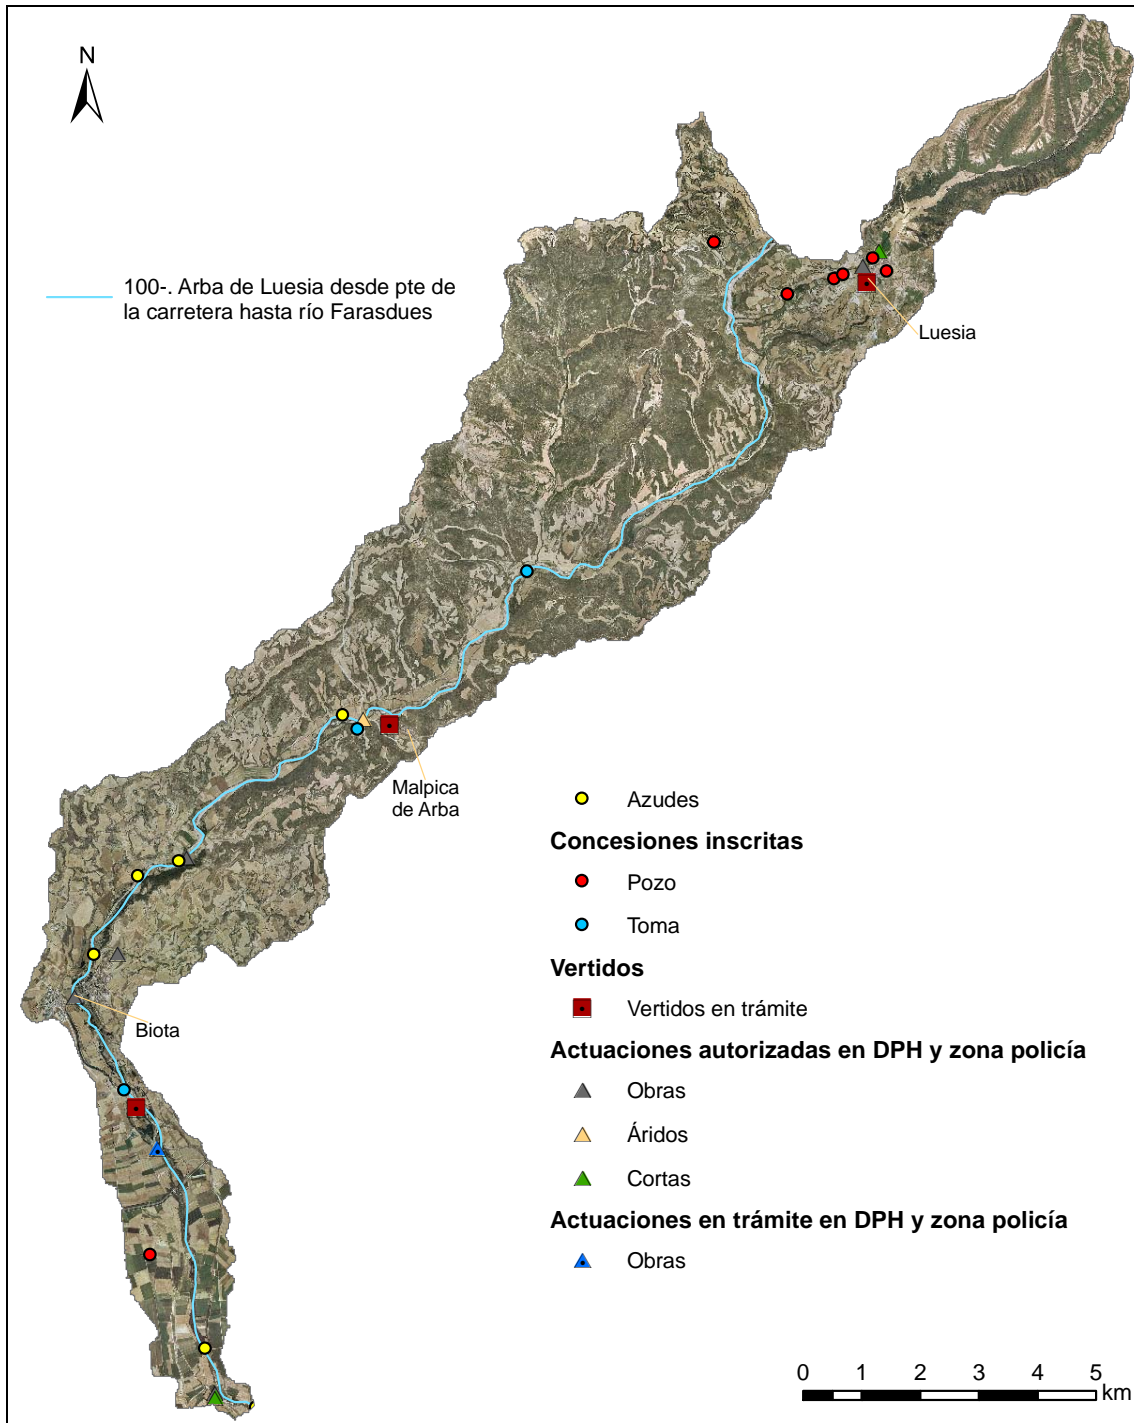 N
100-. Arba de Luesia desde pte de
la carretera hasta río Farasdues
Luesia
Malpica
de Arba
Biota
Azudes
Concesiones inscritas
Pozo
Toma
Vertidos
Vertidos en trámite
Actuaciones autorizadas en DPH y zona policía
Obras
Áridos
Cortas
Actuaciones en trámite en DPH y zona policía
Obras
0 1 2 3 4 5
km